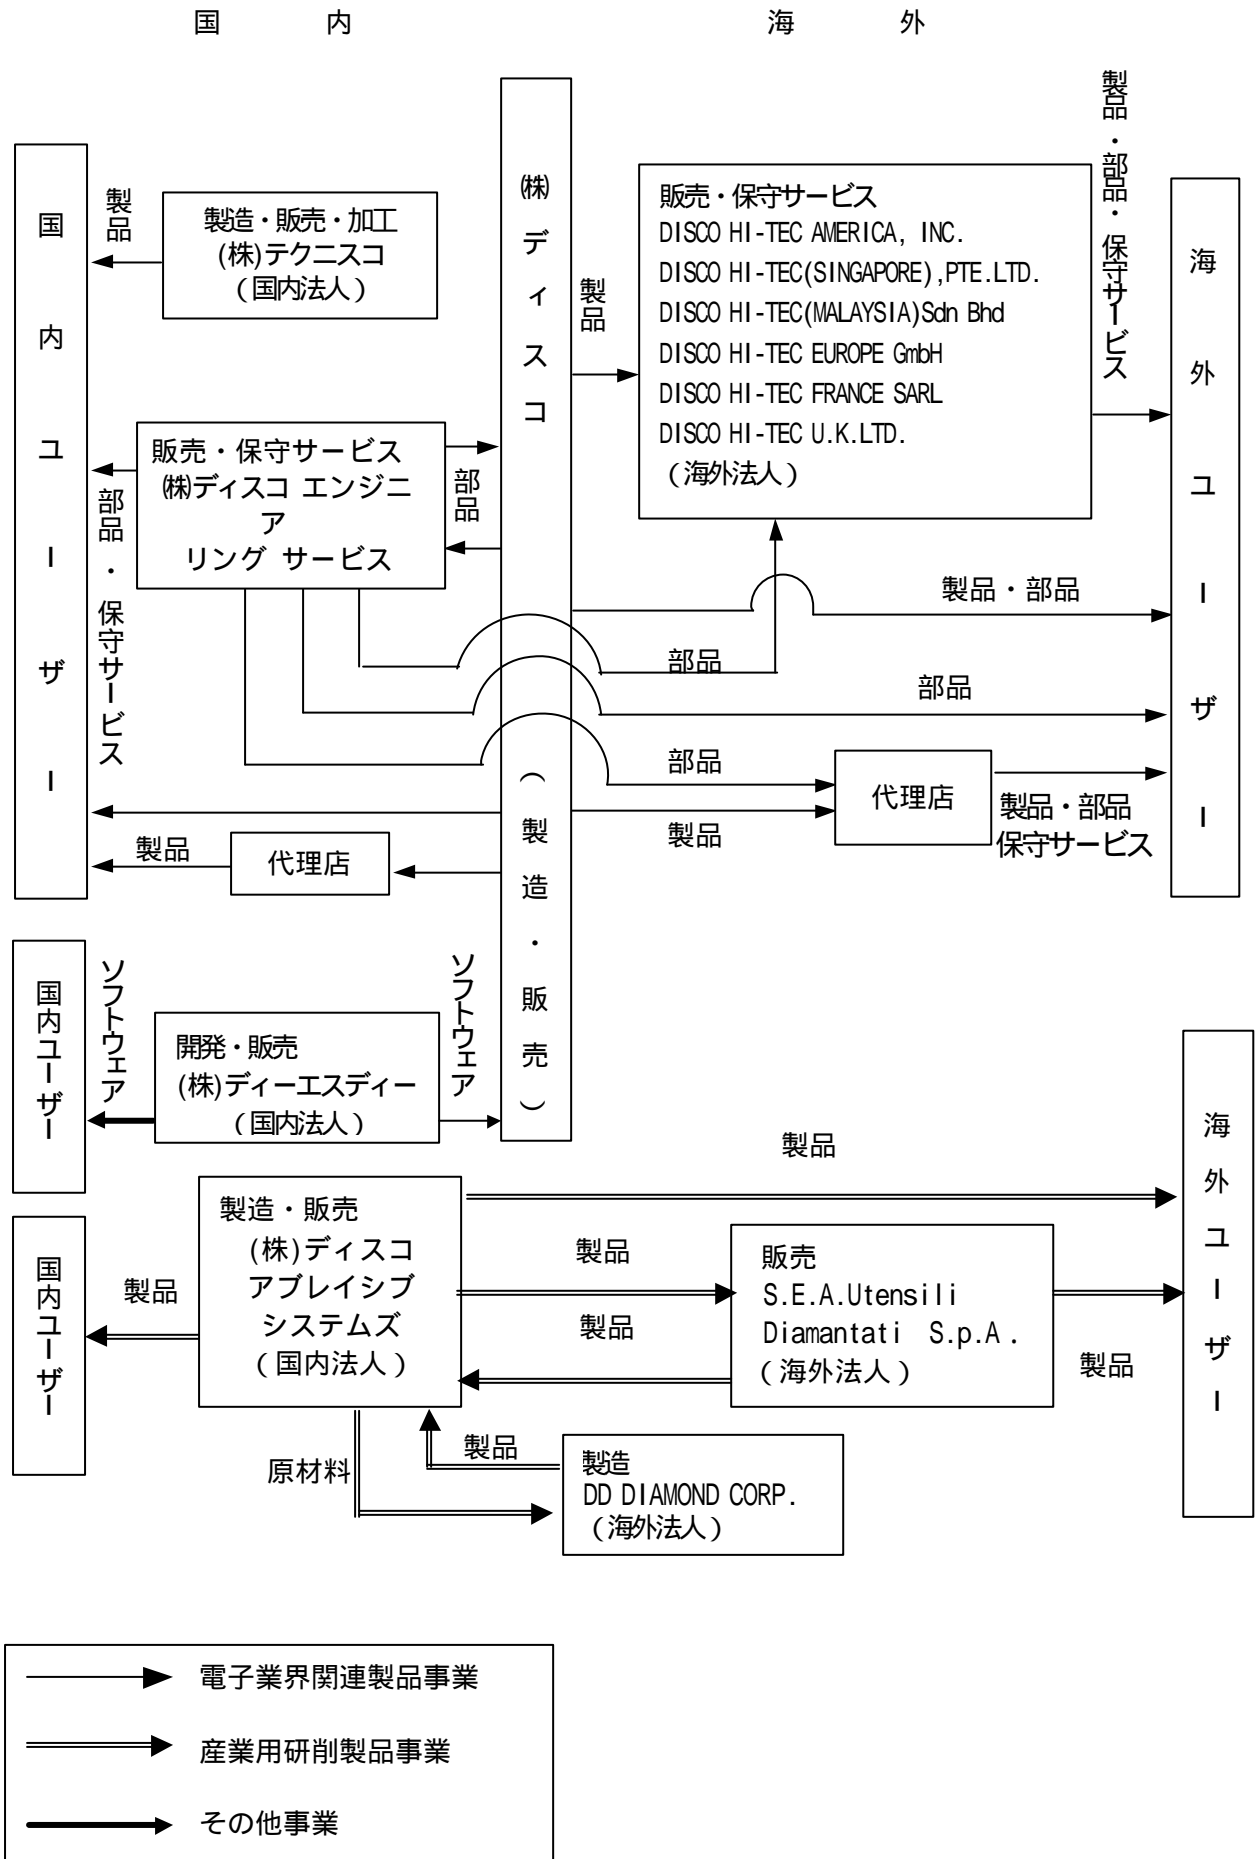 国　内
海　外
国内ユーザー
製品
製造・販売・加工
(株)テクニスコ
（国内法人）
㈱ディスコ（製造・販売）
製品
販売・保守サービス
DISCO HI-TEC AMERICA, INC.
DISCO HI-TEC(SINGAPORE),PTE.LTD.
DISCO HI-TEC(MALAYSIA)Sdn Bhd
DISCO HI-TEC EUROPE GmbH
DISCO HI-TEC FRANCE SARL
DISCO HI-TEC U.K.LTD.
（海外法人）
製品・部品・保守サービス
海外ユーザー
部品・保守サービス
販売・保守サービス
㈱ディスコ エンジニ
ア
リング サービス
部品
製品・部品
部品
部品
部品
製品
代理店
製品・部品
保守サービス
製品
代理店
国内ユーザー
ソフトウェア
開発・販売
(株)ディーエスディー
（国内法人）
ソフトウェア
国内ユーザー
製品
製造・販売
(株)ディスコ
アブレイシブ
システムズ
（国内法人）
製品
製品
製品
販売
S.E.A.Utensili
Diamantati S.p.A.
（海外法人）
製品
海外ユーザー
原材料
製品
製造
DD DIAMOND CORP.
（海外法人）
電子業界関連製品事業
産業用研削製品事業
その他事業